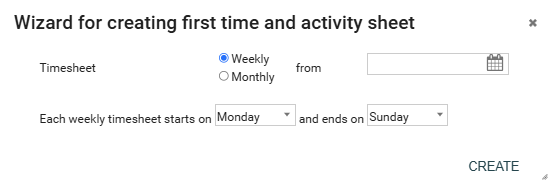 Wizard for creating first time and activity sheet
Timesheet
Weekly
Monthly
from
Each weekly timesheet starts on Monday and ends on Sunday
CREATE